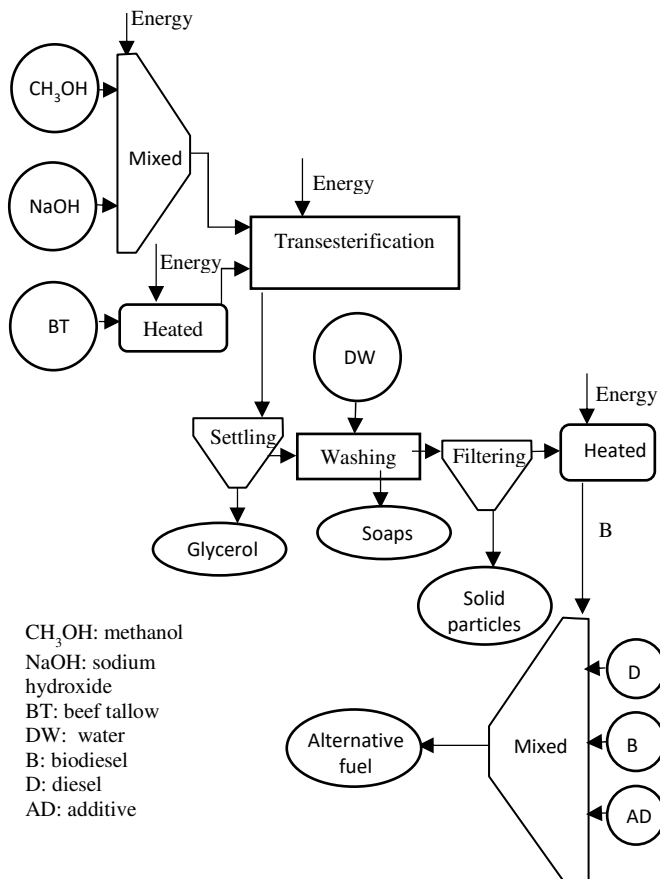 Energy
CH3OH
Mixed
NaOH
Energy
Transesterification
Energy
BT
Heated
DW
Energy
Settling
Washing
Filtering
Heated
Glycerol
Soaps
B
Solid
particles
CH3OH: methanol
NaOH: sodium
hydroxide
BT: beef tallow
DW: water
B: biodiesel
D: diesel
AD: additive
D
Alternative
fuel
Mixed
B
AD